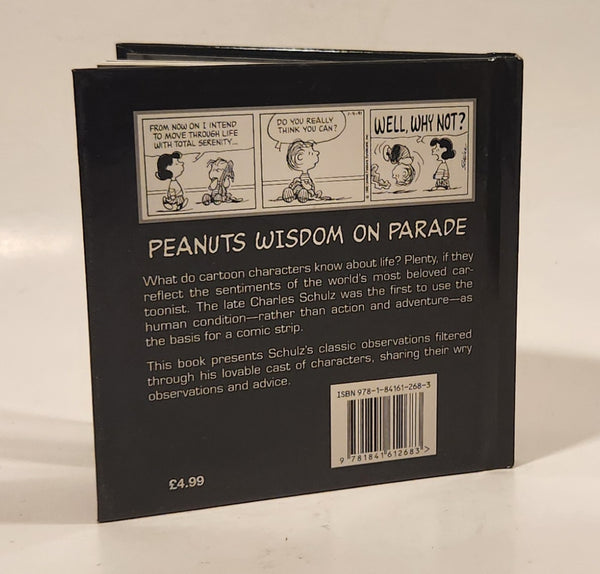 FROM NOW ON I INTEND
TO MOVE THROUGH LIFE
WITH TOTAL SERENITY...
DO YOU REALLY
THINK YOU CAN?
WELL, WHY NOT?
PEANUTS WISDOM ON PARADE
What do cartoon characters know about life? Plenty, if they
reflect the sentiments of the world's most beloved car-
toonist. The late Charles Schulz was the first to use the
human condition—rather than action and adventure—as
the basis for a comic strip.
This book presents Schulz's classic observations filtered
through his lovable cast of characters, sharing their wry
observations and advice.
ISBN 978-1-84161-268-3
9 781841 612683 >
£4.99